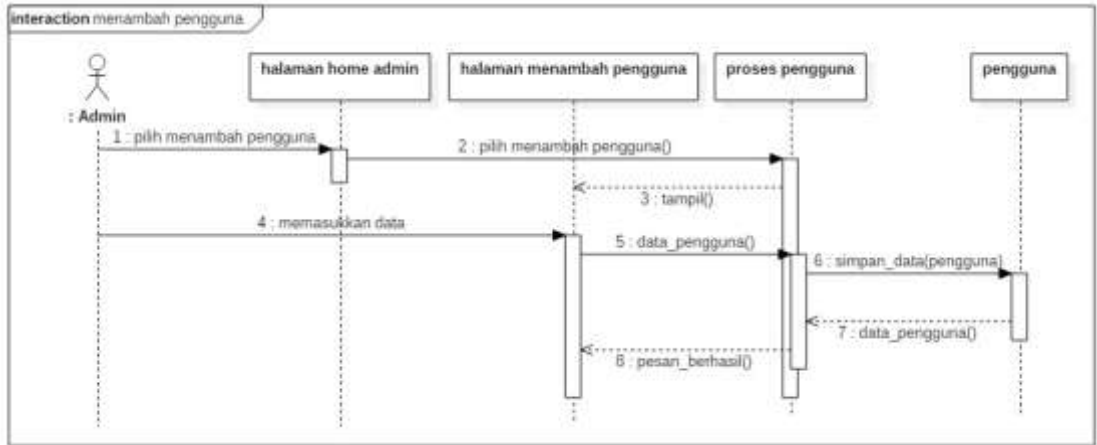 interaction menambah pengguna
halaman home admin
halaman menambah pengguna
proses pengguna
pengguna
: Admin
1 : pilih menambah pengguna
2 : pilih menambah pengguna()
3 : tampil()
4 : memasukkan data
5 : data_pengguna()
6 : simpan_data(pengguna)
7 : data_pengguna()
8 : pesan_berhasil()